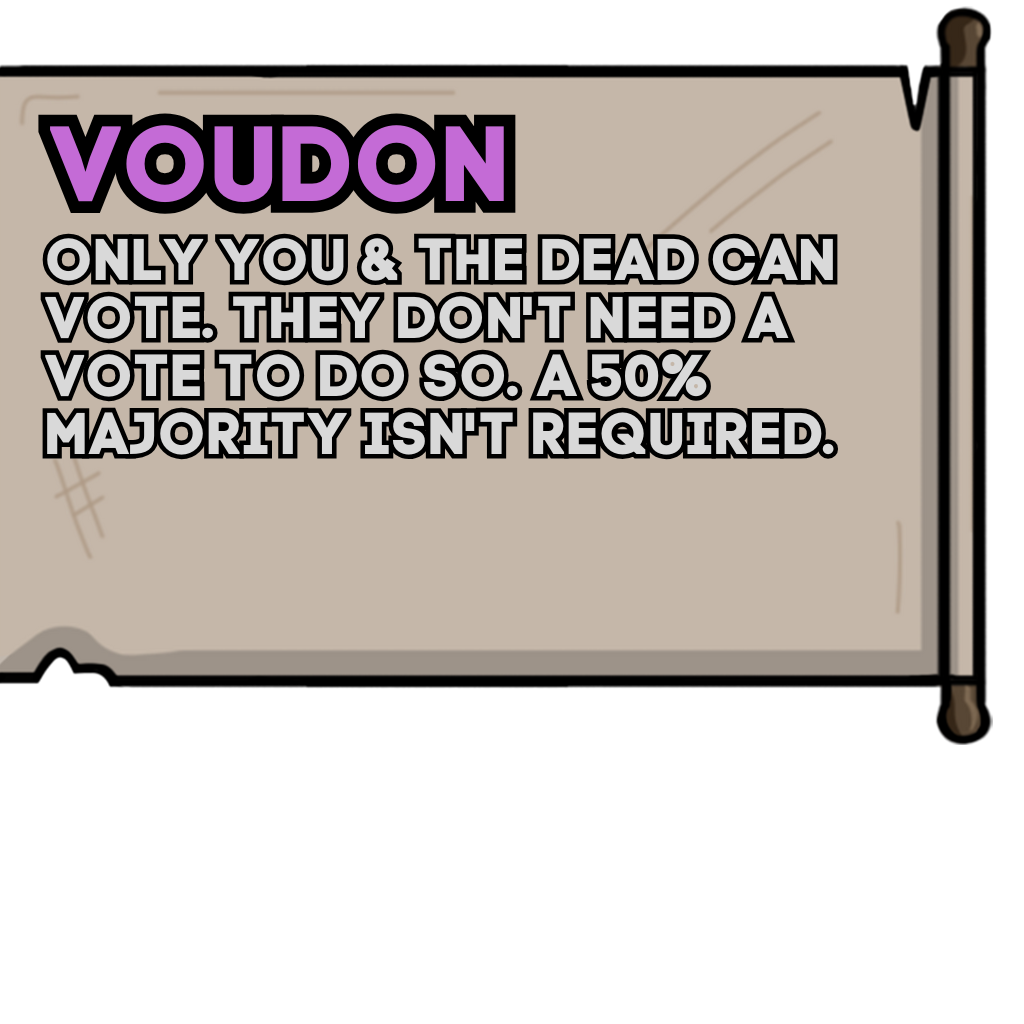 VOUDON
ONLY YOU & THE DEAD CAN
VOTE. THEY DON'T NEED A
VOTE TO DO SO. A 50%
MAJORITY ISN'T REQUIRED.